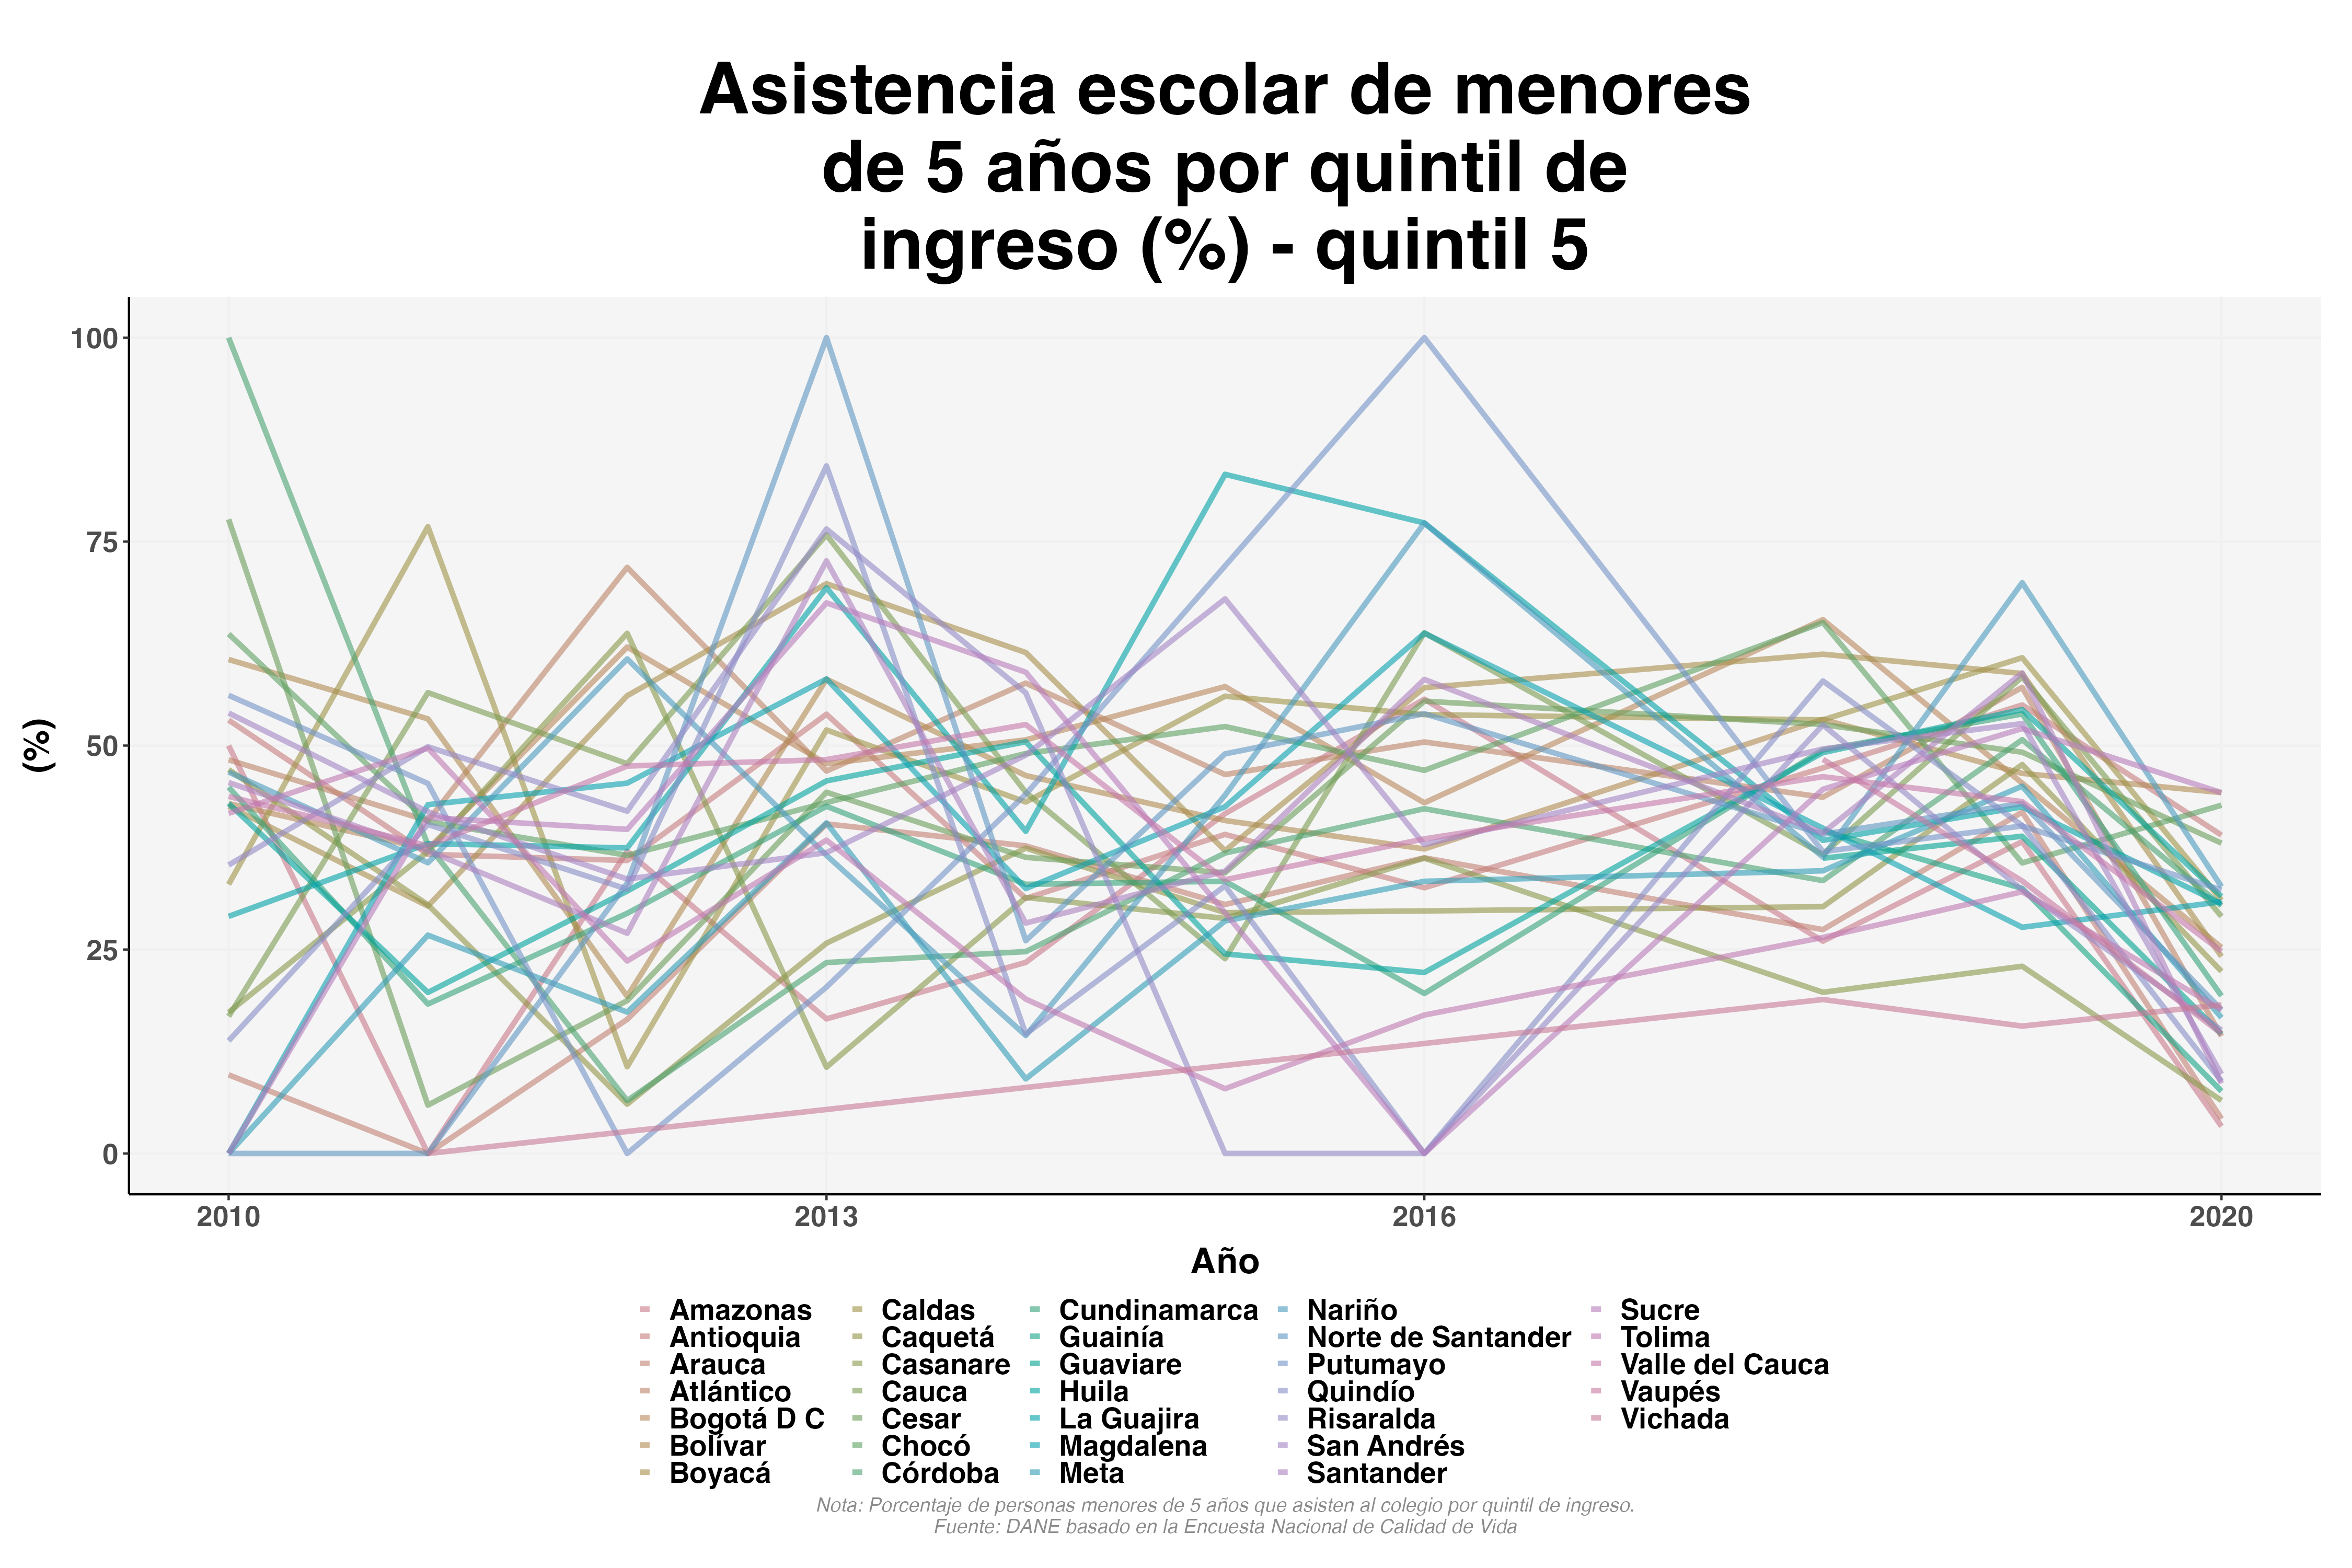 Asistencia escolar de menores
de 5 años por quintil de
ingreso (%) - quintil 5
(%)
100
75
50
25
0
2010
2013
2016
2020
Año
Amazonas
Antioquia
Arauca
Atlántico
Bogotá D C
Bolívar
Boyacá
Caldas
Caquetá
Casanare
Cauca
Cesar
Chocó
Córdoba
Cundinamarca
Guainía
Guaviare
Huila
La Guajira
Magdalena
Meta
Nariño
Norte de Santander
Putumayo
Quindío
Risaralda
San Andrés
Santander
Sucre
Tolima
Valle del Cauca
Vaupés
Vichada
Nota: Porcentaje de personas menores de 5 años que asisten al colegio por quintil de ingreso.
Fuente: DANE basado en la Encuesta Nacional de Calidad de Vida